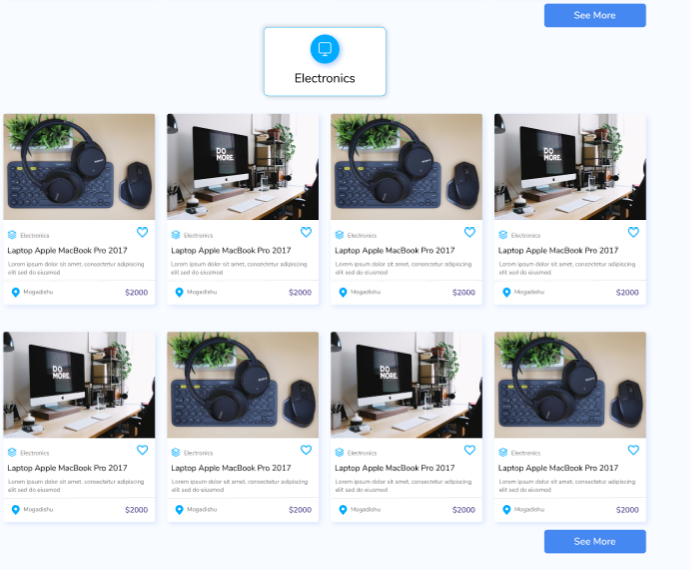 See More
Electronics
DO
MORE.
DO
MORE.
Electronics
Electronics
Electronics
Electronics
Laptop Apple MacBook Pro 2017
Laptop Apple MacBook Pro 2017
Laptop Apple MacBook Pro 2017
Laptop Apple MacBook Pro 2017
Lorem ipsum dolor sit amet, consectetur adipiscing
elit sed do eiusmod
Lorem ipsum dolor sit amet, consectetur adipiscing
elit sed do eiusmod
Lorem ipsum dolor sit amet, consectetur adipiscing
elit sed do eiusmod
Lorem ipsum dolor sit amet, consectetur adipiscing
elit sed do eiusmod
Mogadishu $2000
Mogadishu $2000
Mogadishu $2000
Mogadishu $2000
DO
MORE.
DO
MORE.
Electronics
Electronics
Electronics
Electronics
Laptop Apple MacBook Pro 2017
Laptop Apple MacBook Pro 2017
Laptop Apple MacBook Pro 2017
Laptop Apple MacBook Pro 2017
Lorem ipsum dolor sit amet, consectetur adipiscing
elit sed do eiusmod
Lorem ipsum dolor sit amet, consectetur adipiscing
elit sed do eiusmod
Lorem ipsum dolor sit amet, consectetur adipiscing
elit sed do eiusmod
Lorem ipsum dolor sit amet, consectetur adipiscing
elit sed do eiusmod
Mogadishu $2000
Mogadishu $2000
Mogadishu $2000
Mogadishu $2000
See More